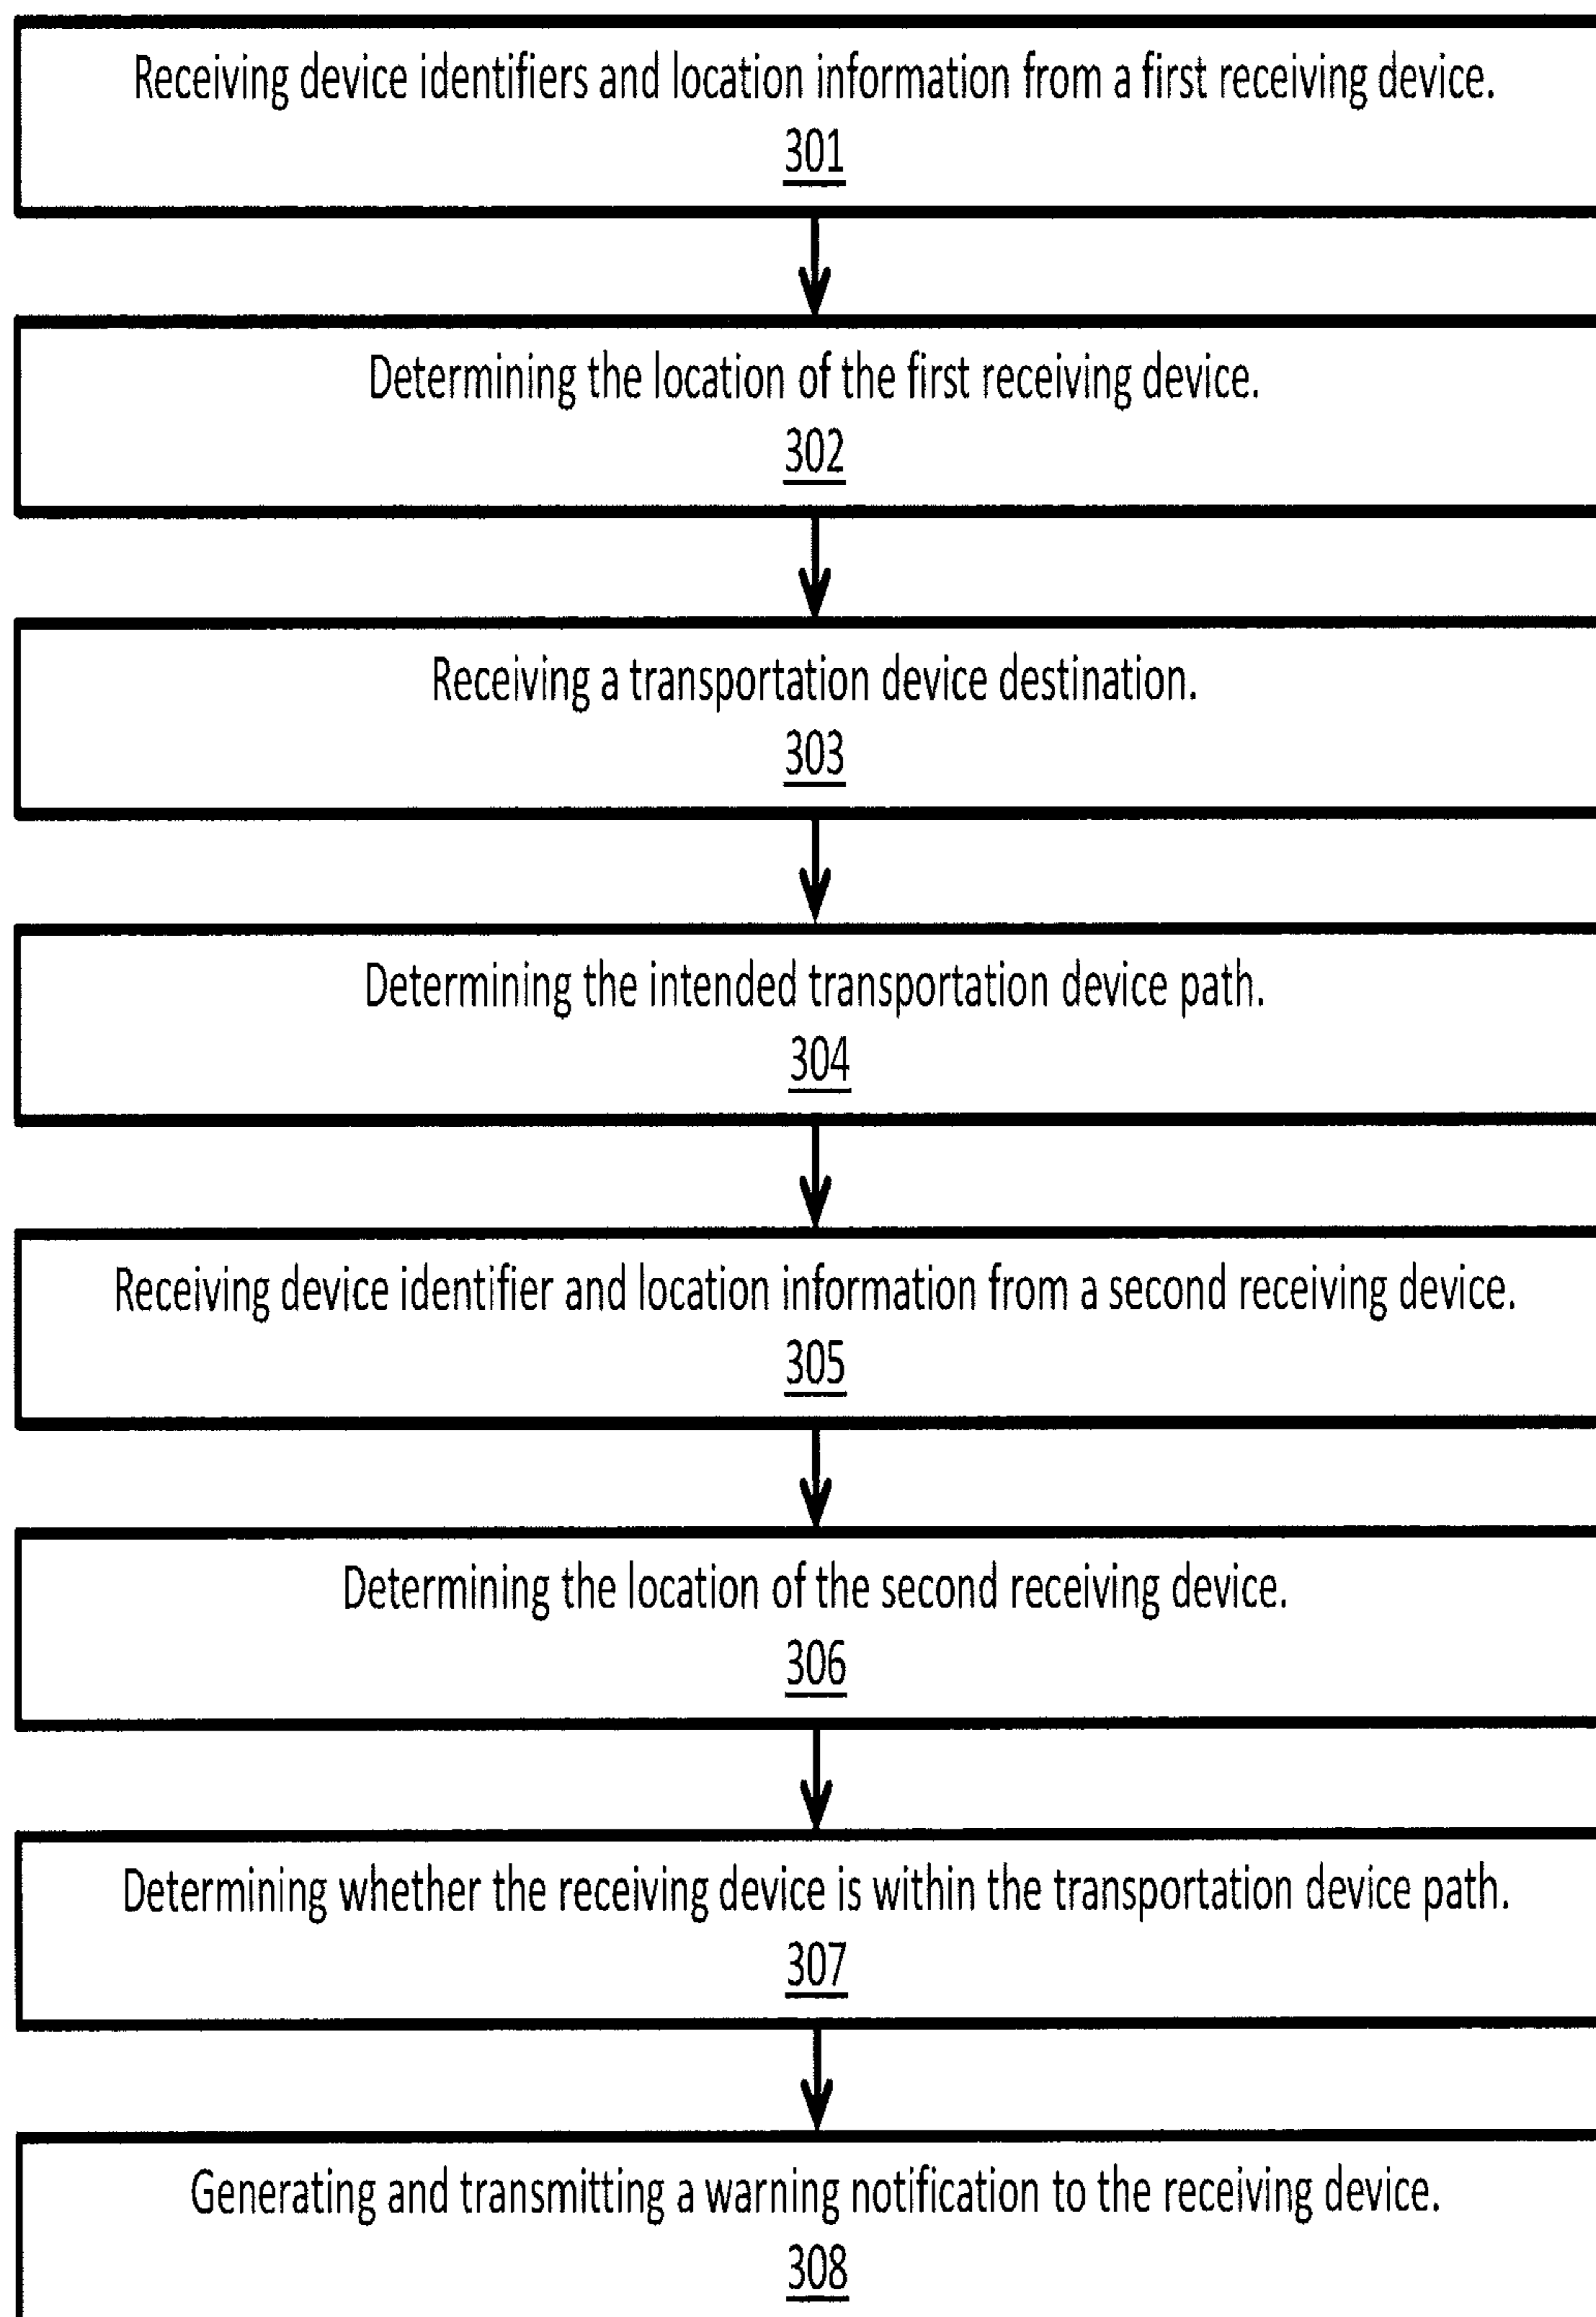 Receiving device identifiers and location information from a first receiving device.
301
Determining the location of the first receiving device.
302
Receiving a transportation device destination.
303
Determining the intended transportation device path.
304
Receiving device identifier and location information from a second receiving device.
305
Determining the location of the second receiving device.
306
Determining whether the receiving device is within the transportation device path.
307
Generating and transmitting a warning notification to the receiving device.
308